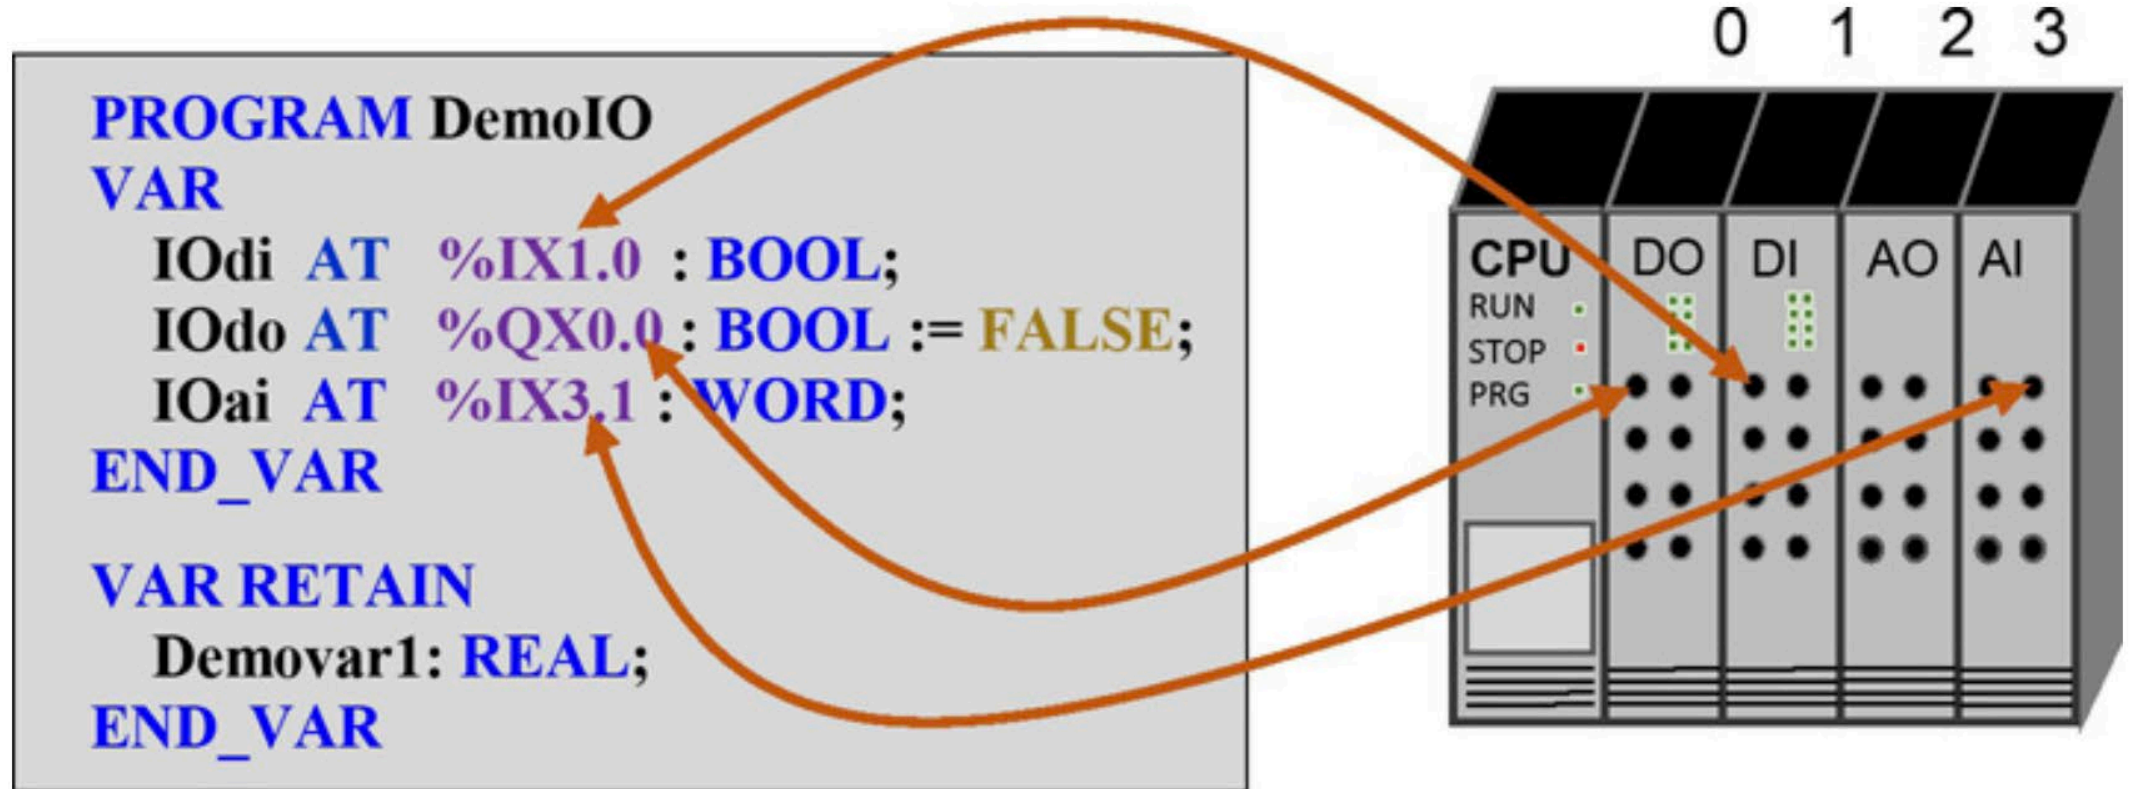 0 1 2 3
PROGRAM DemoIO
VAR
IOdi AT %IX1.0 : BOOL;
IOdo AT %QX0.0 : BOOL := FALSE;
IOai AT %IX3.1 : WORD;
END_VAR
VAR RETAIN
Demovar1: REAL;
END_VAR
CPU DO DI AO AI
RUN
STOP
PRG